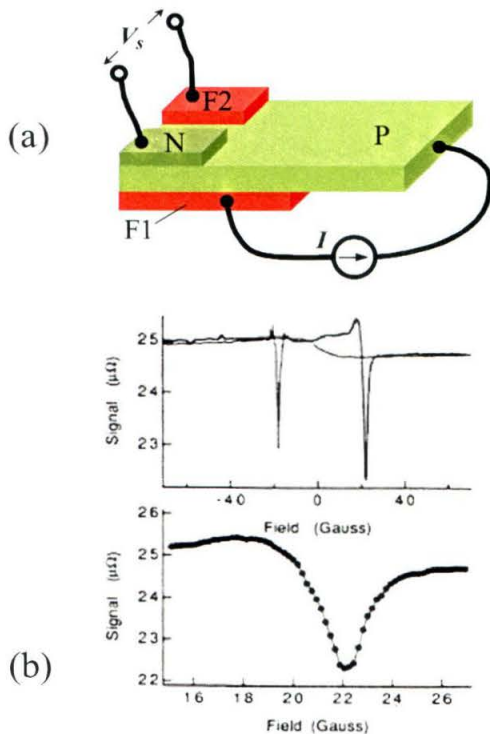 (a)
V_s
F2
N
P
F1
I
Signal (μΩ)
25
24
23
-40 0 40
Field (Gauss)
(b)
Signal (μΩ)
26
25
24
23
22
16 18 20 22 24 26
Field (Gauss)